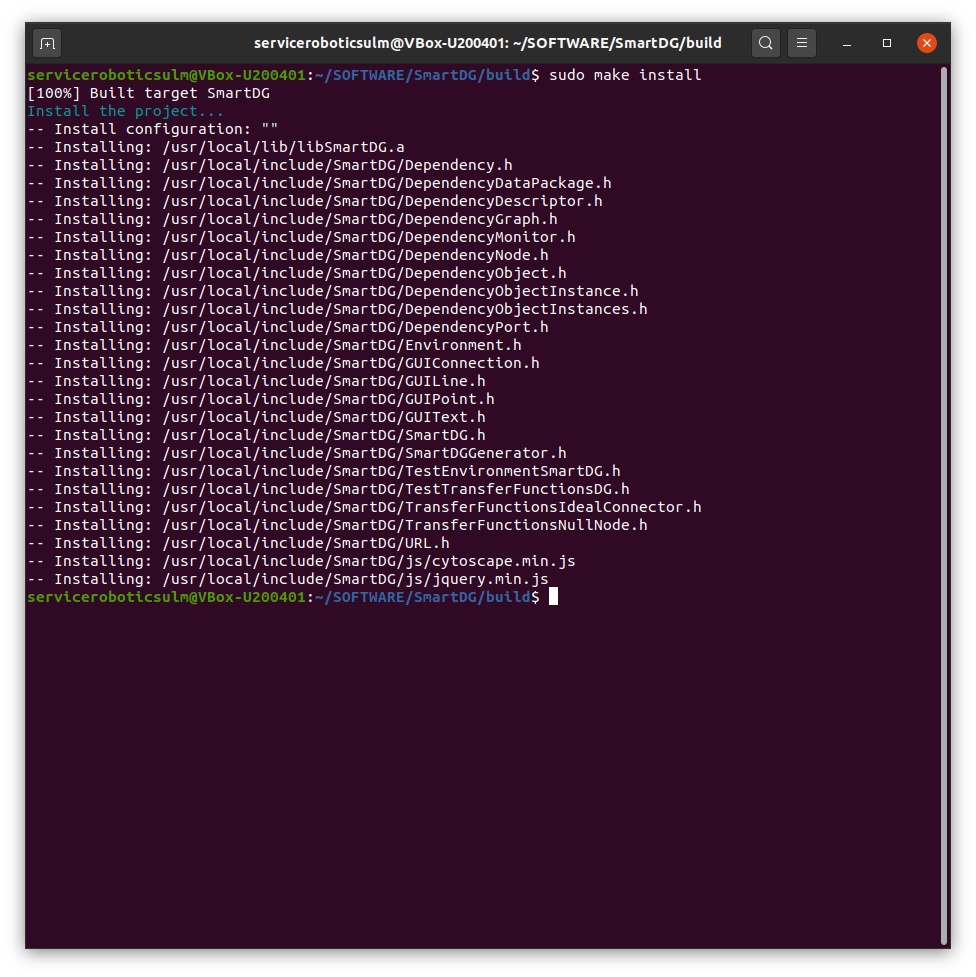 serviceroboticsulm@VBox-U200401: ~/SOFTWARE/SmartDG/build
serviceroboticsulm@VBox-U200401:~/SOFTWARE/SmartDG/build$ sudo make install
[100%] Built target SmartDG
Install the project...
-- Install configuration: ""
-- Installing: /usr/local/lib/libSmartDG.a
-- Installing: /usr/local/include/SmartDG/Dependency.h
-- Installing: /usr/local/include/SmartDG/DependencyDataPackage.h
-- Installing: /usr/local/include/SmartDG/DependencyDescriptor.h
-- Installing: /usr/local/include/SmartDG/DependencyGraph.h
-- Installing: /usr/local/include/SmartDG/DependencyMonitor.h
-- Installing: /usr/local/include/SmartDG/DependencyNode.h
-- Installing: /usr/local/include/SmartDG/DependencyObject.h
-- Installing: /usr/local/include/SmartDG/DependencyObjectInstance.h
-- Installing: /usr/local/include/SmartDG/DependencyObjectInstances.h
-- Installing: /usr/local/include/SmartDG/DependencyPort.h
-- Installing: /usr/local/include/SmartDG/Environment.h
-- Installing: /usr/local/include/SmartDG/GUIConnection.h
-- Installing: /usr/local/include/SmartDG/GUILine.h
-- Installing: /usr/local/include/SmartDG/GUIPoint.h
-- Installing: /usr/local/include/SmartDG/GUIText.h
-- Installing: /usr/local/include/SmartDG/SmartDG.h
-- Installing: /usr/local/include/SmartDG/SmartDGGenerator.h
-- Installing: /usr/local/include/SmartDG/TestEnvironmentSmartDG.h
-- Installing: /usr/local/include/SmartDG/TestTransferFunctionsDG.h
-- Installing: /usr/local/include/SmartDG/TransferFunctionsIdealConnector.h
-- Installing: /usr/local/include/SmartDG/TransferFunctionsNullNode.h
-- Installing: /usr/local/include/SmartDG/URL.h
-- Installing: /usr/local/include/SmartDG/js/cytoscape.min.js
-- Installing: /usr/local/include/SmartDG/js/jquery.min.js
serviceroboticsulm@VBox-U200401:~/SOFTWARE/SmartDG/build$